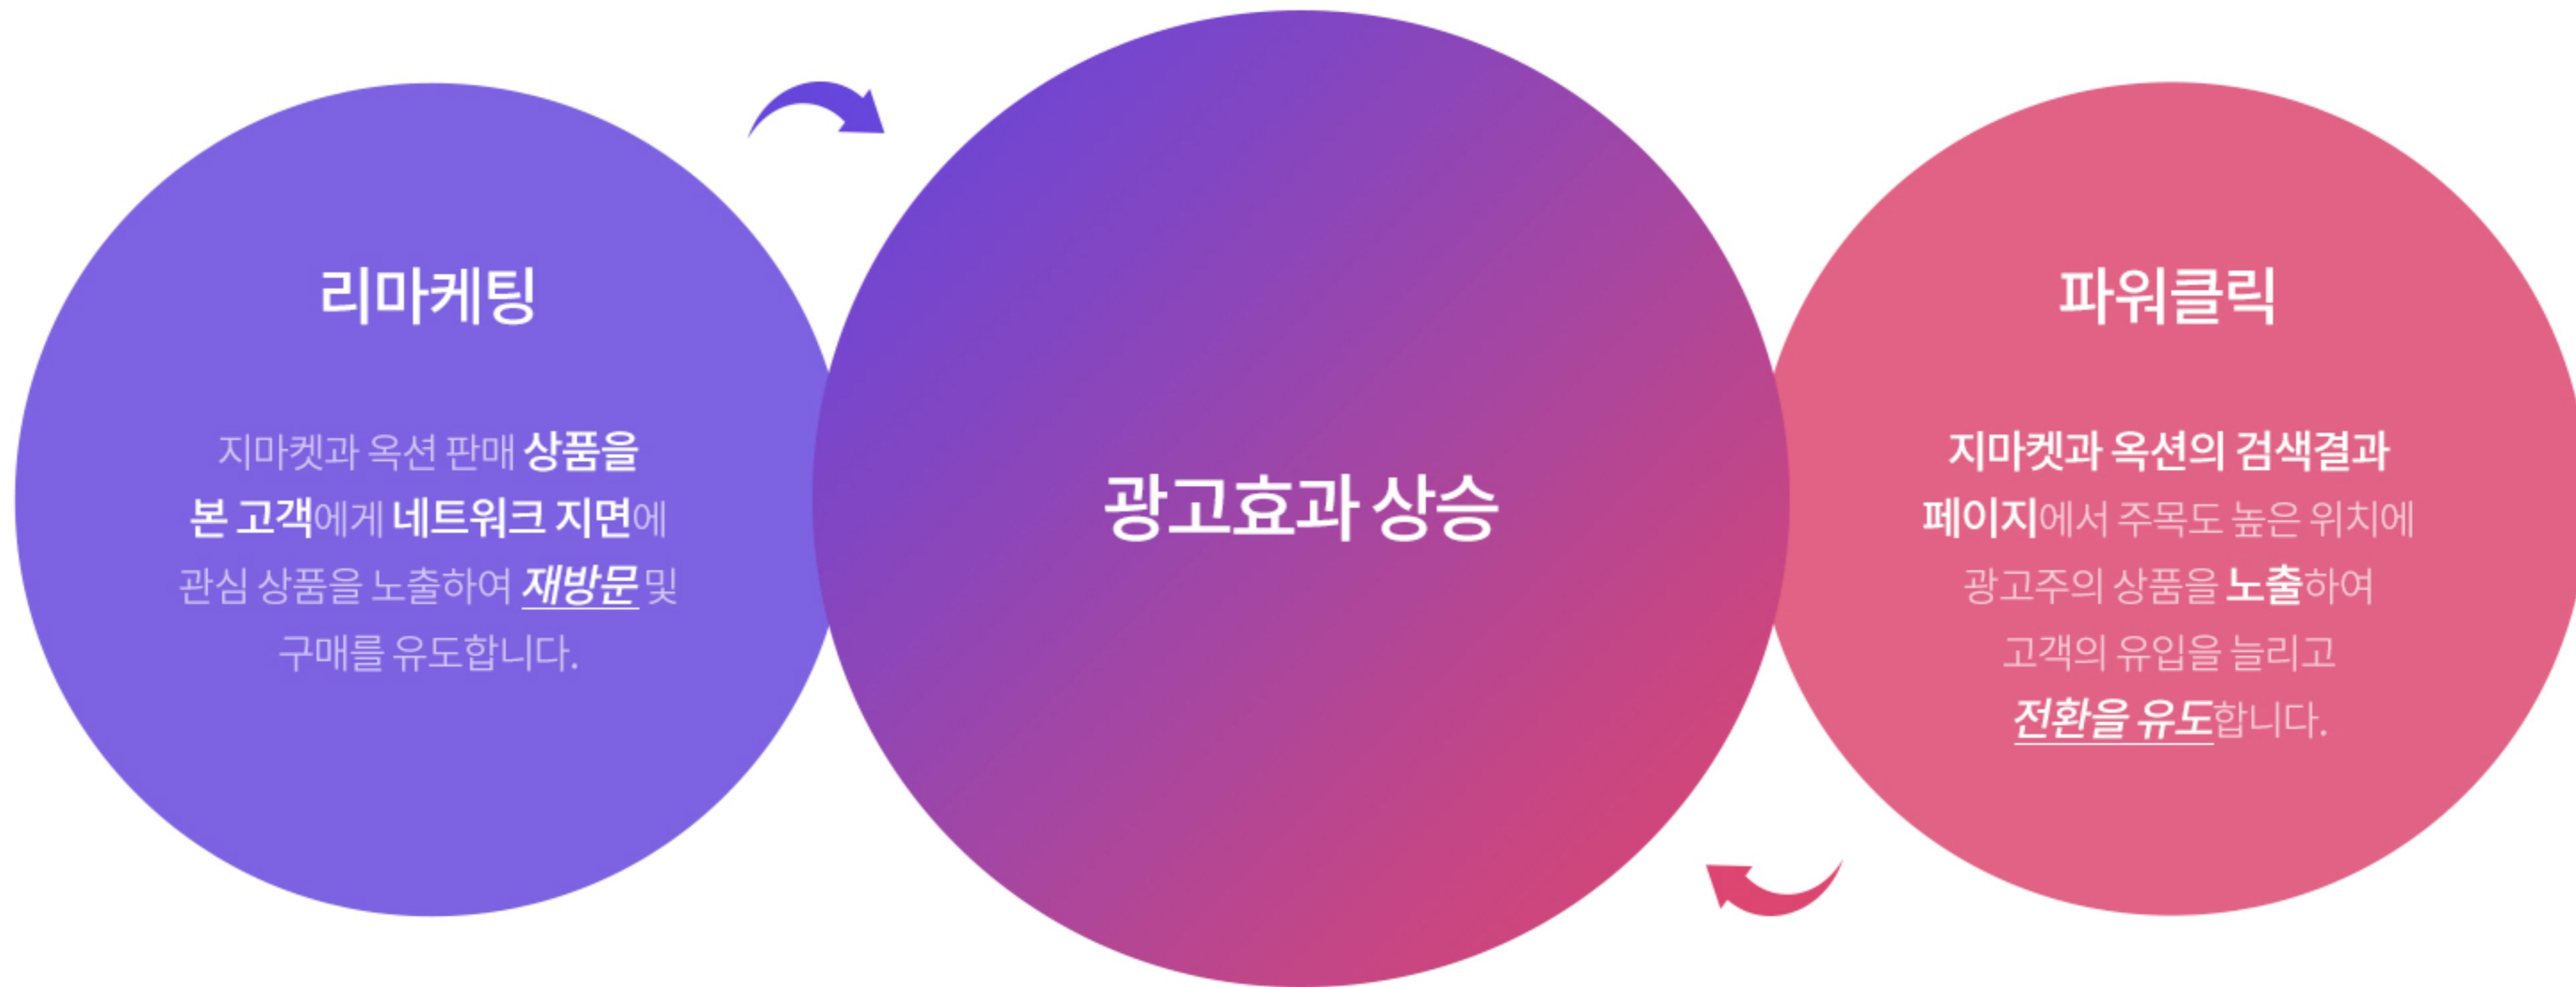 리마케팅
지마켓과 옥션 판매 상품을
본 고객에게 네트워크 지면에
관심 상품을 노출하여 재방문 및
구매를 유도합니다.
광고효과 상승
파워클릭
지마켓과 옥션의 검색결과
페이지에서 주목도 높은 위치에
광고주의 상품을 노출하여
고객의 유입을 늘리고
전환을 유도합니다.